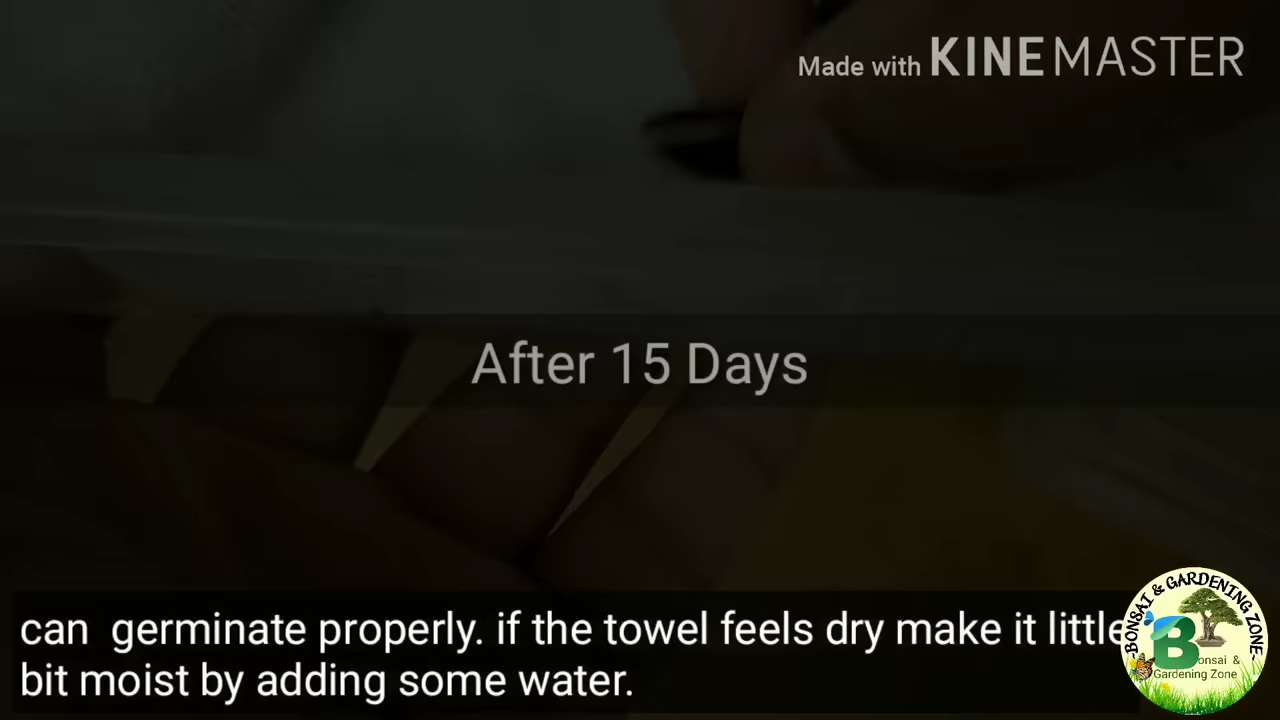 Made with KINEMASTER
After 15 Days
can  germinate properly. if the towel feels dry make it little
bit moist by adding some water.
BONSAI & GARDENING ZONE
B
onsai &
Gardening Zone